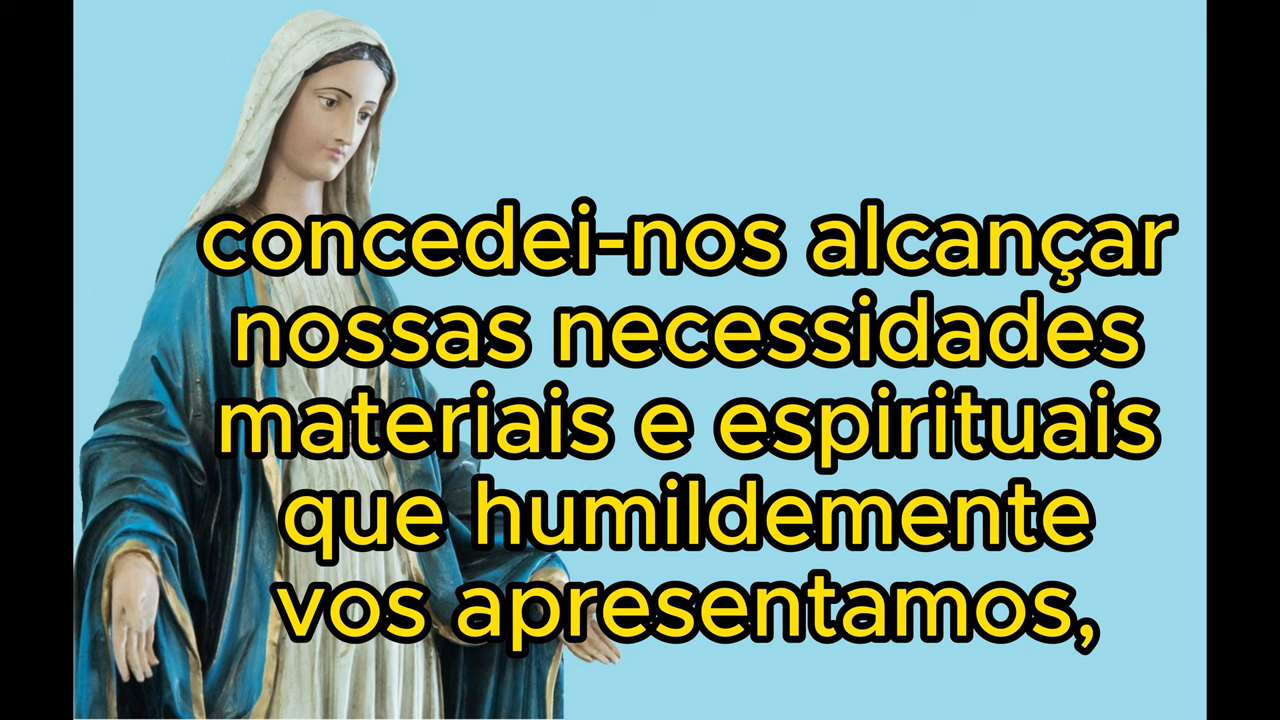 concedei-nos alcançar
nossas necessidades
materiais e espirituais
que humildemente
vos apresentamos,